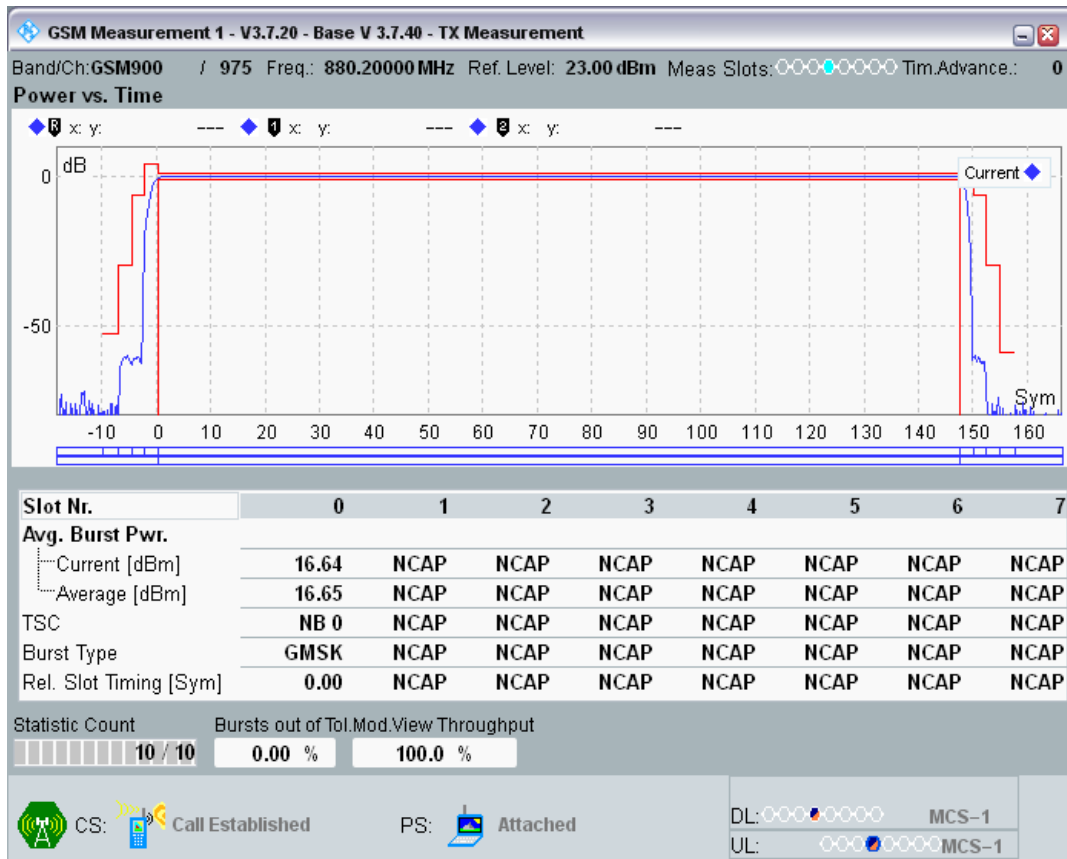 GSM Measurement 1 - V3.7.20 - Base V 3.7.40 - TX Measurement
Band/Ch:GSM900 / 975 Freq.: 880.20000 MHz Ref. Level: 23.00 dBm Meas Slots: Tim.Advance.: 0
Power vs. Time
R x: y: --- 1 x: y: --- 2 x: y: ---
dB
Current
0
-50
Sym
-10 0 10 20 30 40 50 60 70 80 90 100 110 120 130 140 150 160
Slot Nr. 0 1 2 3 4 5 6 7
Avg. Burst Pwr.
Current [dBm] 16.64 NCAP NCAP NCAP NCAP NCAP NCAP NCAP
Average [dBm] 16.65 NCAP NCAP NCAP NCAP NCAP NCAP NCAP
TSC NB 0 NCAP NCAP NCAP NCAP NCAP NCAP NCAP
Burst Type GMSK NCAP NCAP NCAP NCAP NCAP NCAP NCAP
Rel. Slot Timing [Sym] 0.00 NCAP NCAP NCAP NCAP NCAP NCAP NCAP
Statistic Count Bursts out of Tol.Mod.View Throughput
10 / 10 0.00 % 100.0 %
CS: Call Established PS: Attached
DL: MCS-1
UL: MCS-1